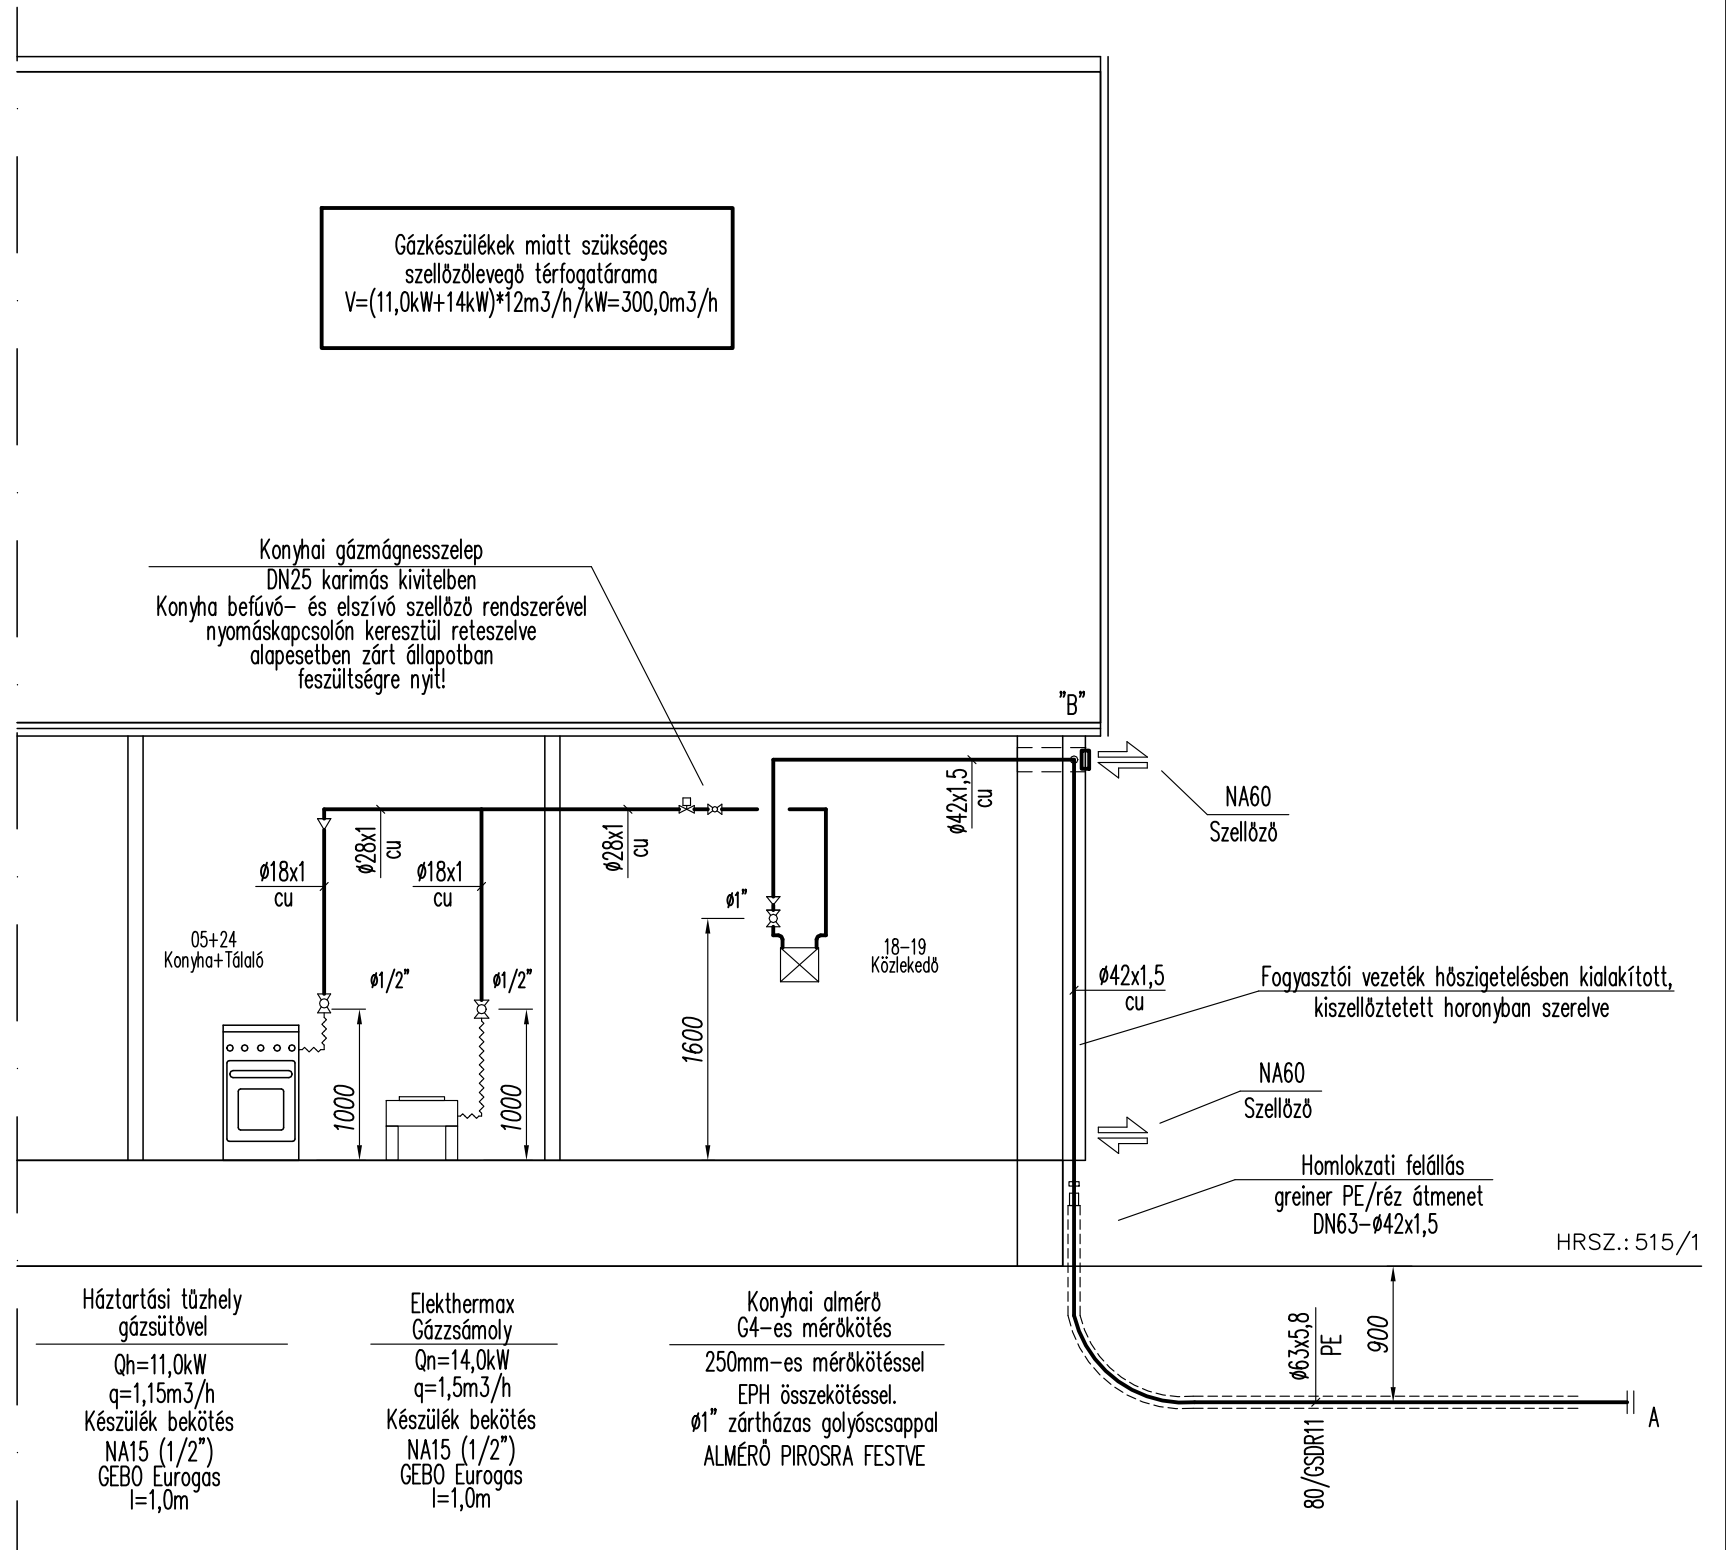 Gázkészülékek miatt szükséges
szellőzőlevegő térfogatárama
V=(11,0kW+14kW)*12m3/h/kW=300,0m3/h
Konyhai gázmágnesszelep
DN25 karimás kivitelben
Konyha befúvó- és elszívó szellőző rendszerével
nyomáskapcsolón keresztül reteszelve
alapesetben zárt állapotban
feszültségre nyit!
"B"
NA60
Szellőző
ø42x1,5
cu
ø28x1
cu
ø28x1
cu
ø18x1
cu
ø18x1
cu
ø1"
05+24
Konyha+Tálaló
18-19
Közlekedő
ø1/2"
ø1/2"
ø42x1,5
cu
Fogyasztói vezeték hőszigetelésben kialakított,
kiszellőztetett horonyban szerelve
1000
1000
1600
NA60
Szellőző
Homlokzati felállás
greiner PE/réz átmenet
DN63-ø42x1,5
HRSZ.: 515/1
Háztartási tűzhely
gázsütővel
Qh=11,0kW
q=1,15m3/h
Készülék bekötés
NA15 (1/2")
GEBO Eurogas
l=1,0m
Elekthermax
Gázzsámoly
Qn=14,0kW
q=1,5m3/h
Készülék bekötés
NA15 (1/2")
GEBO Eurogas
l=1,0m
Konyhai almérő
G4-es mérőkötés
250mm-es mérőkötéssel
EPH összekötéssel.
ø1" zártházas golyóscsappal
ALMÉRŐ PIROSRA FESTVE
ø63x5,8
PE
900
80/GSDR11
A